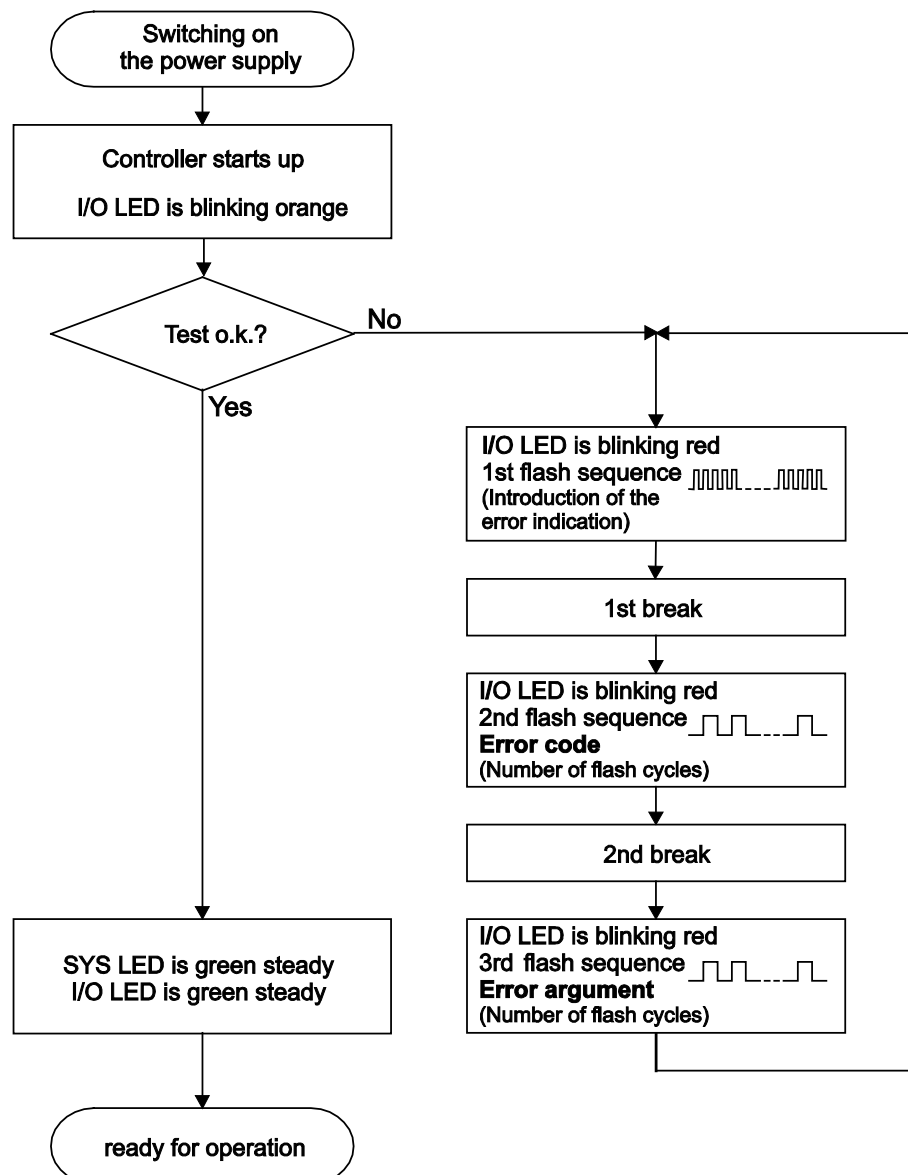 Switching on
the power supply
Controller starts up
I/O LED is blinking orange
Test o.k.?
No
Yes
I/O LED is blinking red
1st flash sequence
(Introduction of the
error indication)
1st break
I/O LED is blinking red
2nd flash sequence
Error code
(Number of flash cycles)
2nd break
I/O LED is blinking red
3rd flash sequence
Error argument
(Number of flash cycles)
SYS LED is green steady
I/O LED is green steady
ready for operation